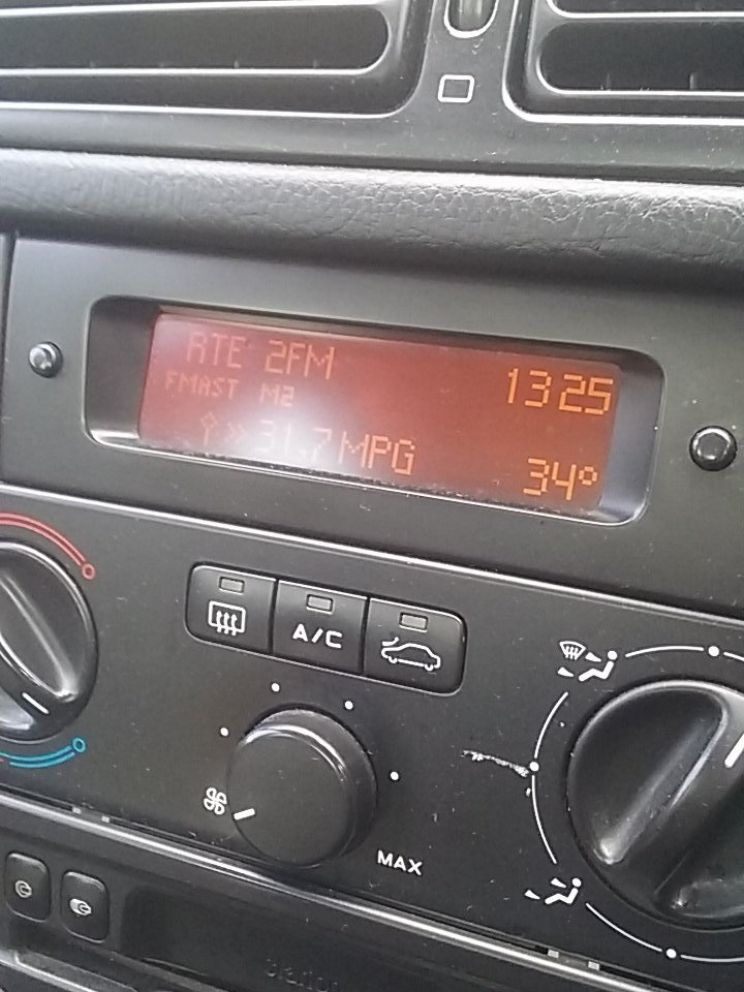 RTE 2FM
13 25
FMAST M2
31.7 MPG
34°
A/C
MAX